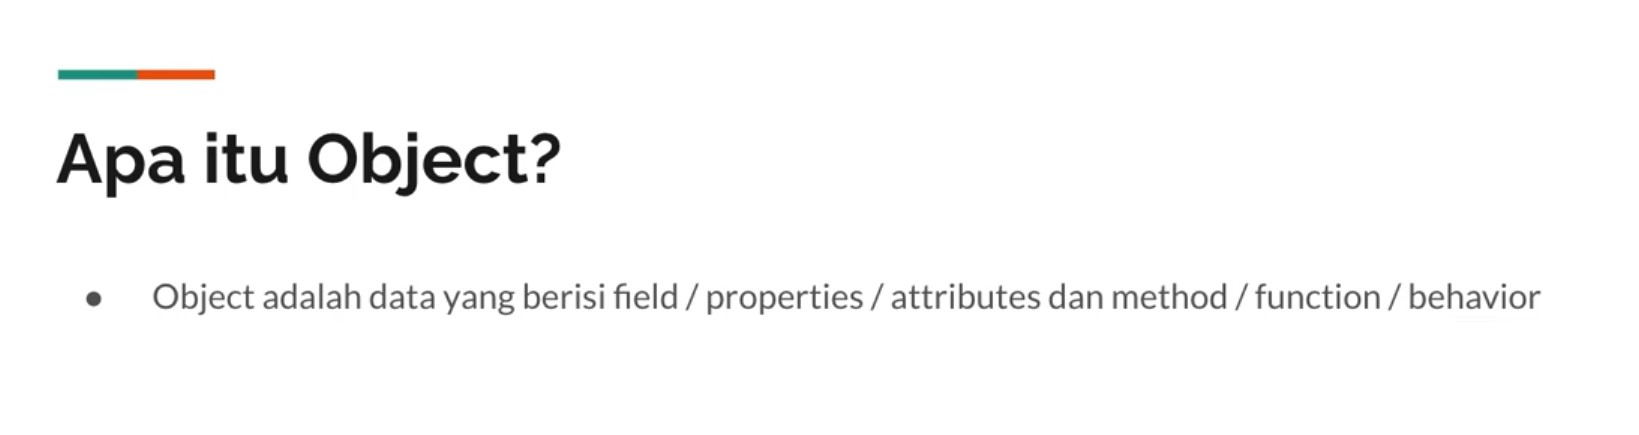 Apa itu Object?
● Object adalah data yang berisi field / properties / attributes dan method / function / behavior